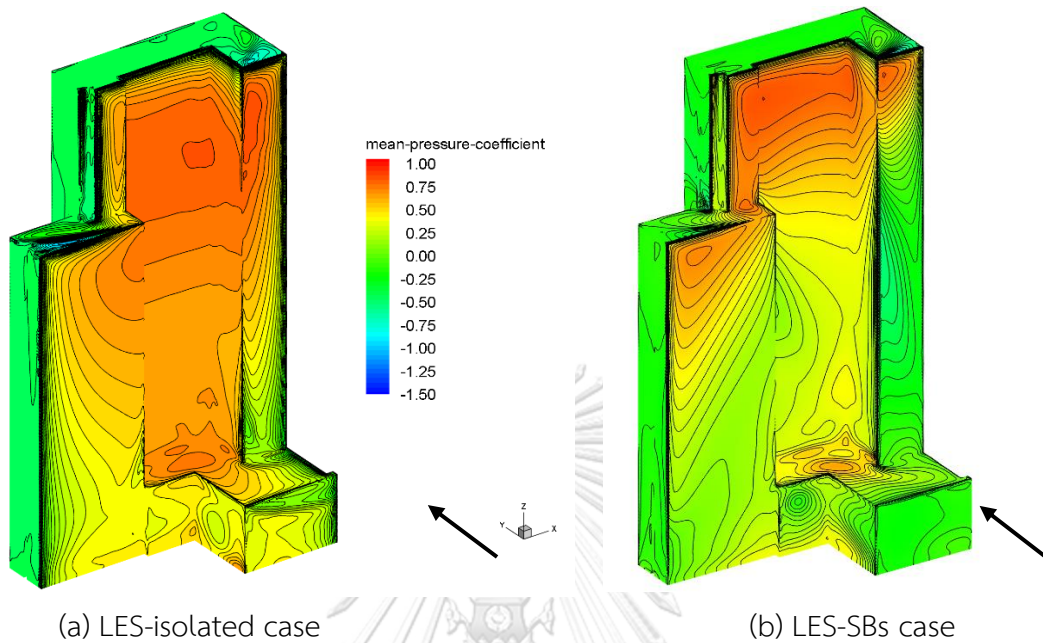 mean-pressure-coefficient
1.00
0.75
0.50
0.25
0.00
-0.25
-0.50
-0.75
-1.00
-1.25
-1.50
Z
Y
X
(a) LES-isolated case
(b) LES-SBs case